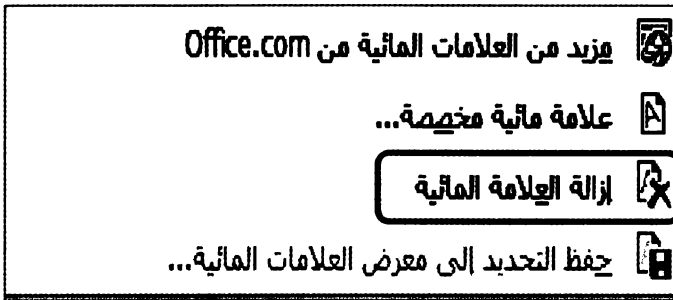 مزيد من العلامات المائية من Office.com
علامة مائية مخصصة...
إزالة العلامة المائية
حفظ التحديد إلى معرض العلامات المائية...